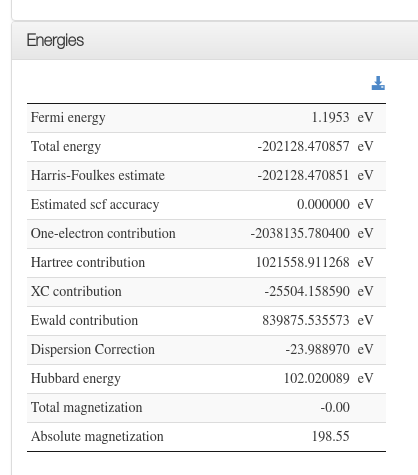 Energies
Fermi energy 1.1953 eV
Total energy -202128.470857 eV
Harris-Foulkes estimate -202128.470851 eV
Estimated scf accuracy 0.000000 eV
One-electron contribution -2038135.780400 eV
Hartree contribution 1021558.911268 eV
XC contribution -25504.158590 eV
Ewald contribution 839875.535573 eV
Dispersion Correction -23.988970 eV
Hubbard energy 102.020089 eV
Total magnetization -0.00
Absolute magnetization 198.55